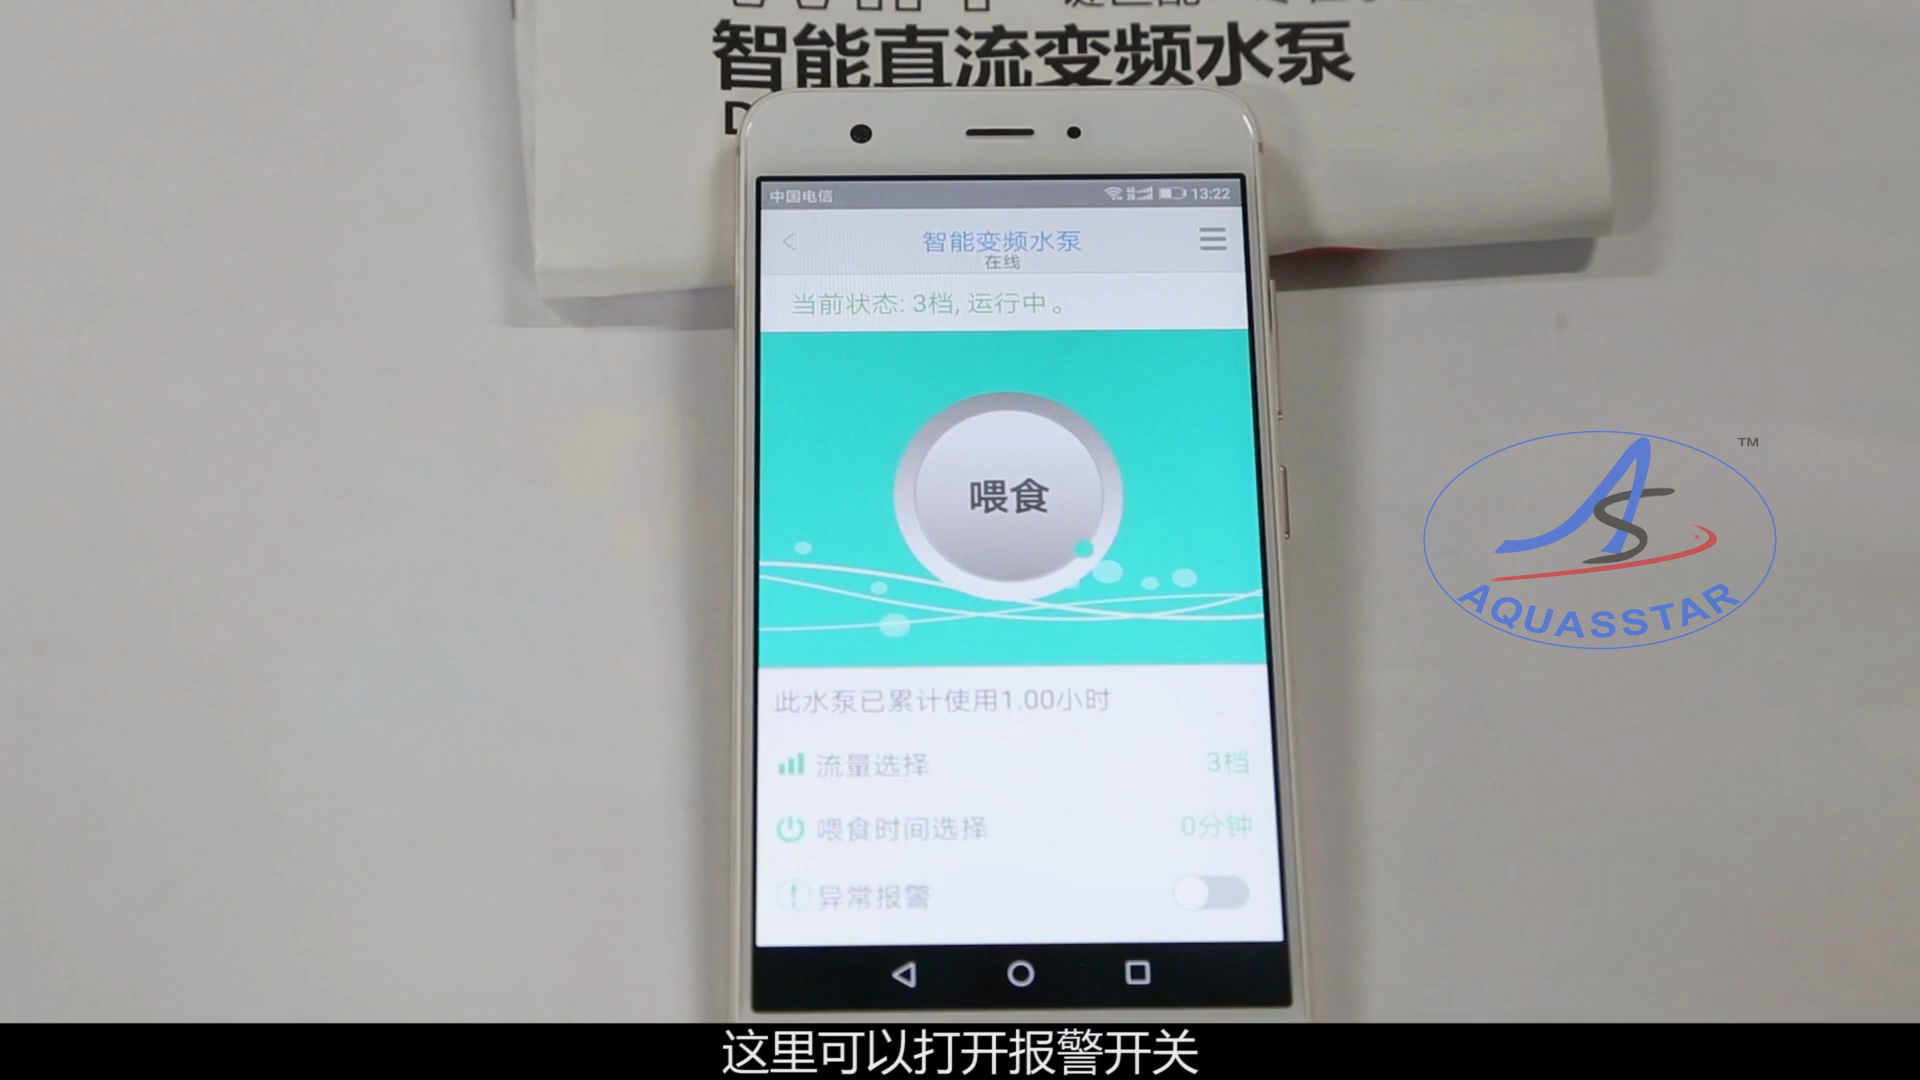 智能直流变频水泵
D
中国电信
13:22
智能变频水泵
在线
当前状态: 3档, 运行中。
喂食
此水泵已累计使用1.00小时
流量选择 3档
喂食时间选择 0分钟
异常报警
AS
TM
AQUASSTAR
这里可以打开报警开关